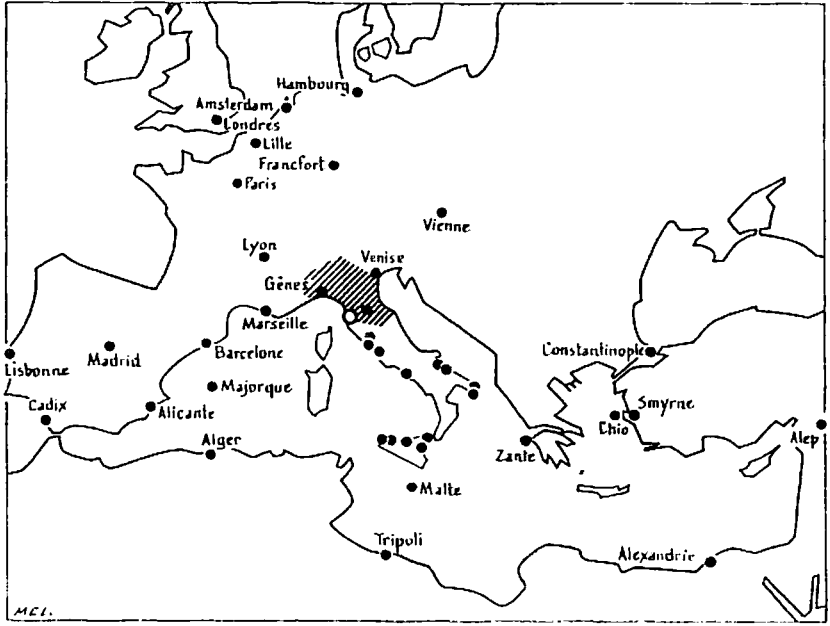 Hambourg
Amsterdam
Londres
Lille
Francfort
Paris
Vienne
Lyon
Venise
Gênes
Marseille
Constantinople
Lisbonne
Madrid
Barcelone
Majorque
Smyrne
Cadix
Alicante
Chio
Alger
Zante
Alep
Malte
Tripoli
Alexandrie
MCI.